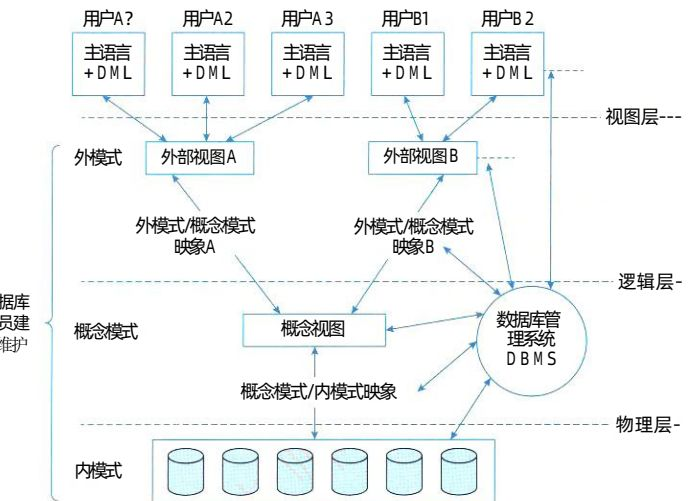 用户A? 用户A2 用户A3 用户B1 用户B2
主语言 主语言 主语言 主语言 主语言
+DML +DML +DML +DML +DML
视图层---
外模式 外部视图A 外部视图B
外模式/概念模式 外模式/概念模式
映象A 映象B
逻辑层-
据库
员建
维护
概念模式 概念视图
数据库管
理系统
DBMS
概念模式/内模式映象
物理层-
内模式